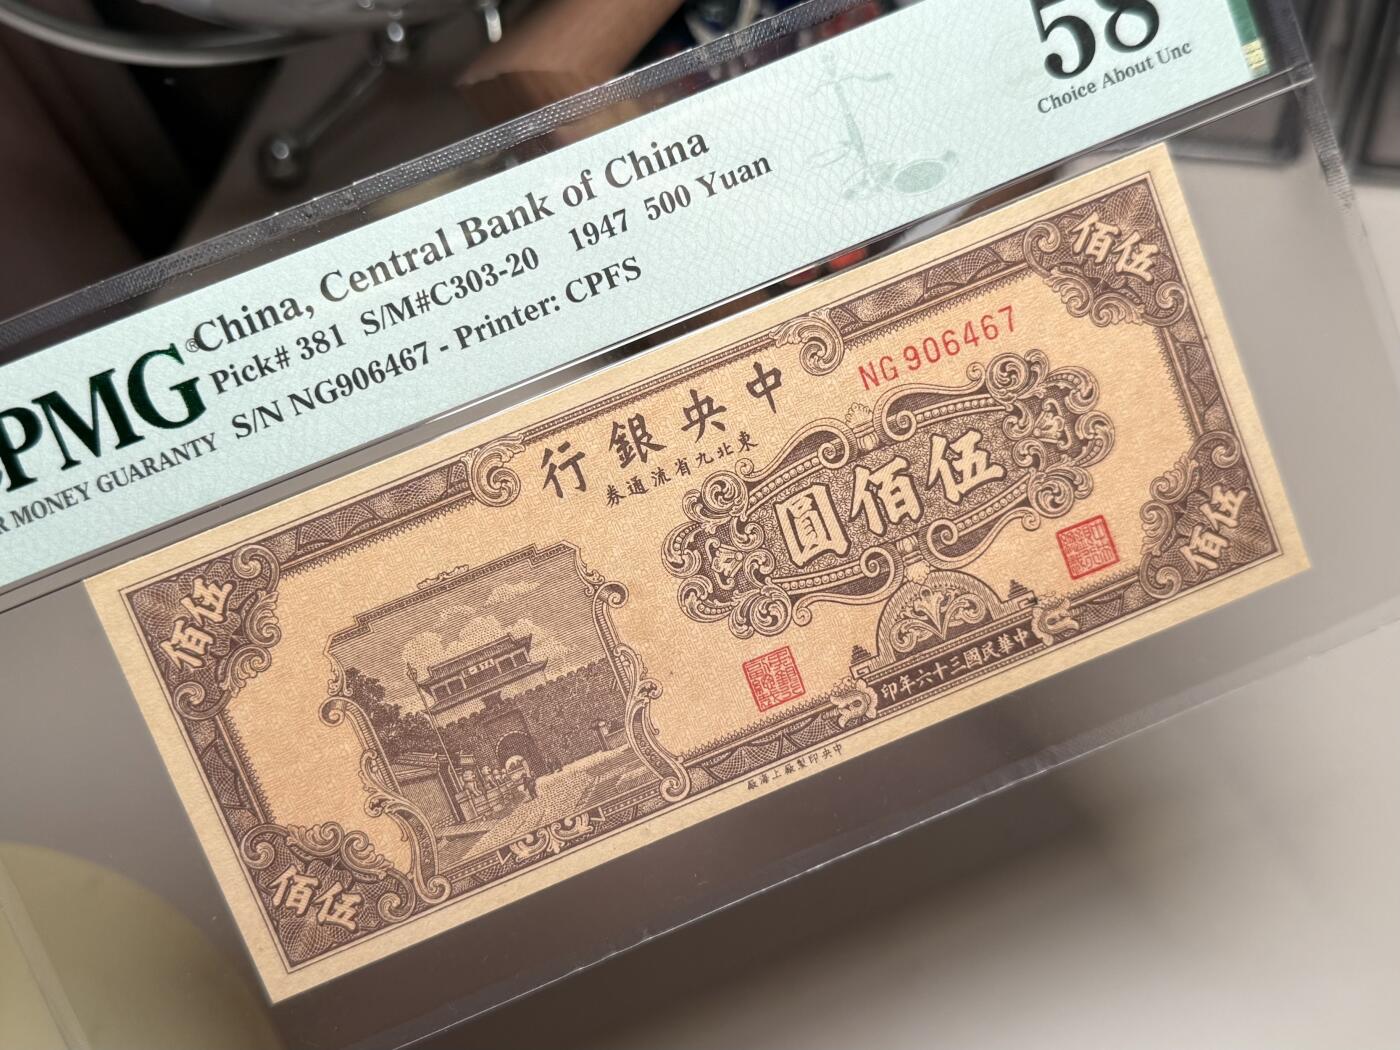 58
Choice About Unc
China, Central Bank of China
Pick# 381 S/M#C303-20 1947 500 Yuan
S/N NG906467 - Printer: CPFS
PMG®
MONEY GUARANTY
伍佰
NG906467
中央銀行
東北九省流通券
伍佰圓
伍佰
伍佰
中華民國三十六年印
伍佰
中央印製廠上海廠